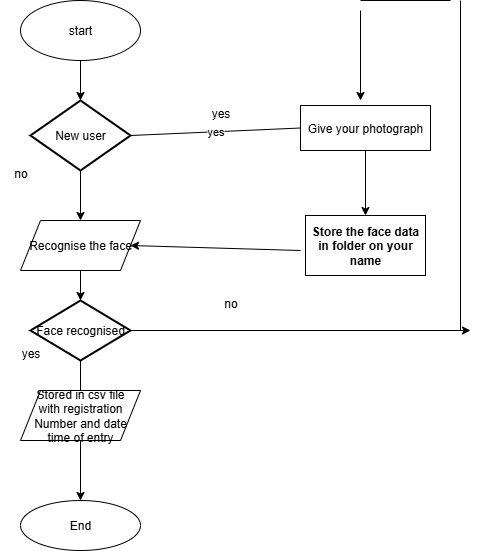 start
yes
New user
yes
Give your photograph
no
Store the face data
in folder on your
name
Recognise the face
no
Face recognised
yes
Stored in csv file
with registration
Number and date
time of entry
End